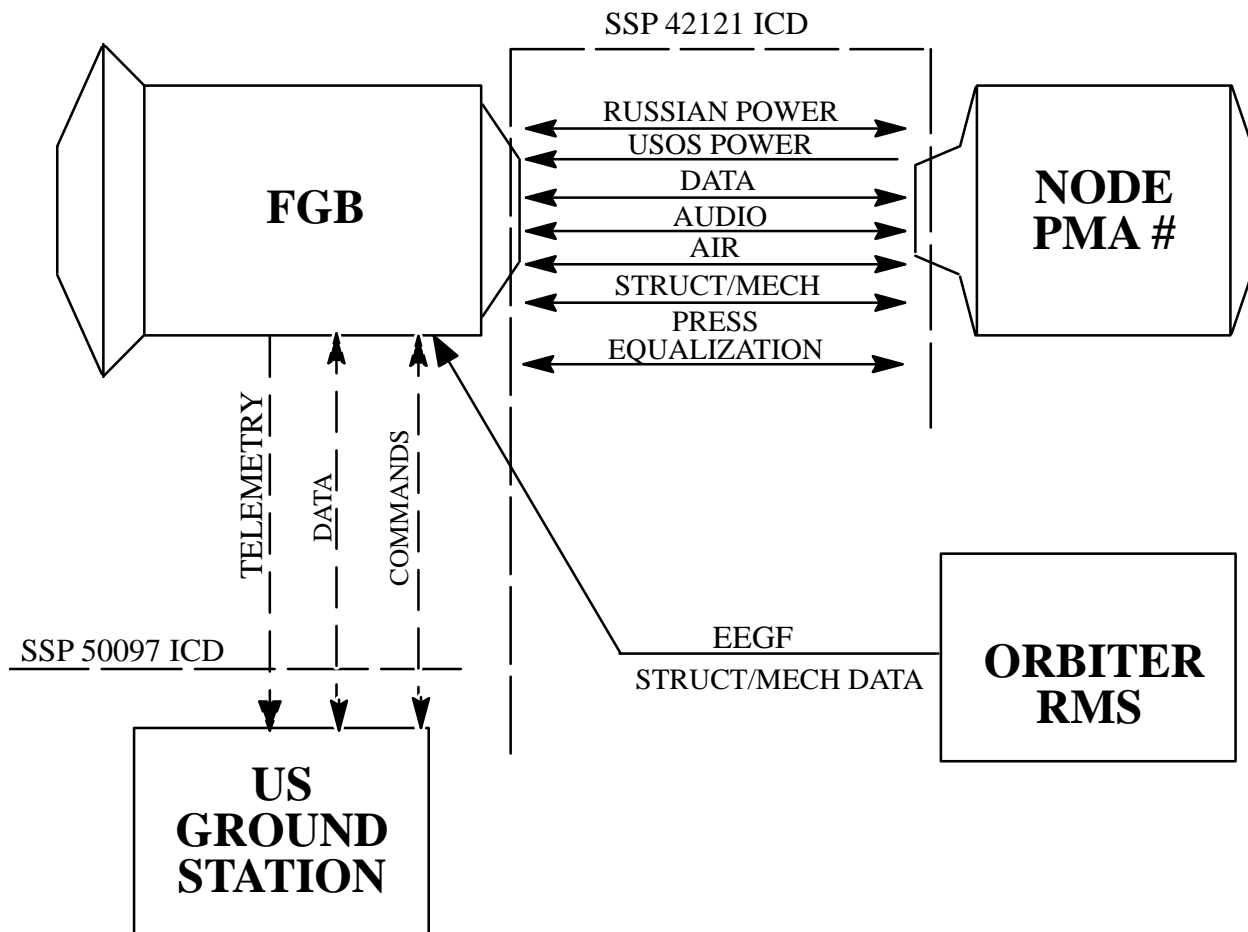 SSP 42121 ICD
RUSSIAN POWER
USOS POWER
DATA
AUDIO
AIR
STRUCT/MECH
PRESS
EQUALIZATION
FGB
NODE
PMA #
TELEMETRY
DATA
COMMANDS
SSP 50097 ICD
EEGF
STRUCT/MECH DATA
ORBITER
RMS
US
GROUND
STATION